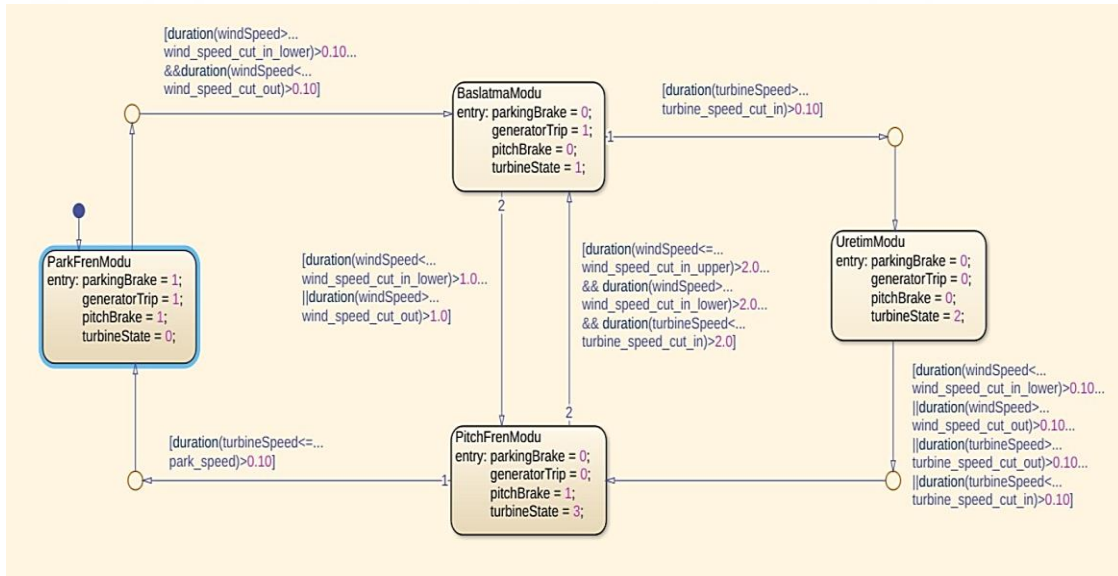 [duration(windSpeed>...
wind_speed_cut_in_lower)>0.10...
&&duration(windSpeed<...
wind_speed_cut_out)>0.10]
BaslatmaModu
entry: parkingBrake = 0;
generatorTrip = 1;
pitchBrake = 0;
turbineState = 1;
[duration(turbineSpeed>...
turbine_speed_cut_in)>0.10]
1
2
ParkFrenModu
entry: parkingBrake = 1;
generatorTrip = 1;
pitchBrake = 1;
turbineState = 0;
[duration(windSpeed<...
wind_speed_cut_in_lower)>1.0...
||duration(windSpeed>...
wind_speed_cut_out)>1.0]
[duration(windSpeed<=...
wind_speed_cut_in_upper)>2.0...
&& duration(windSpeed>...
wind_speed_cut_in_lower)>2.0...
&& duration(turbineSpeed<...
turbine_speed_cut_in)>2.0]
UretimModu
entry: parkingBrake = 0;
generatorTrip = 0;
pitchBrake = 0;
turbineState = 2;
[duration(windSpeed<...
wind_speed_cut_in_lower)>0.10...
||duration(windSpeed>...
wind_speed_cut_out)>0.10...
||duration(turbineSpeed>...
turbine_speed_cut_out)>0.10...
||duration(turbineSpeed<...
turbine_speed_cut_in)>0.10]
2
[duration(turbineSpeed<=...
park_speed)>0.10]
1
PitchFrenModu
entry: parkingBrake = 0;
generatorTrip = 0;
pitchBrake = 1;
turbineState = 3;